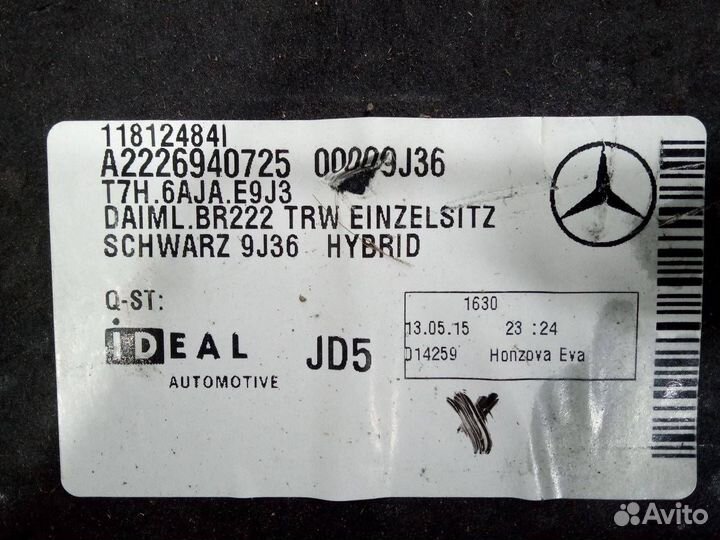 11812484I
A2226940725 00009J36
T7H.6AJA.E9J3
DAIML.BR222 TRW EINZELSITZ
SCHWARZ 9J36 HYBRID
Q-ST:
iDEAL
AUTOMOTIVE
JD5
1630
13.05.15 23 :24
014259 Honzova Eva
Avito